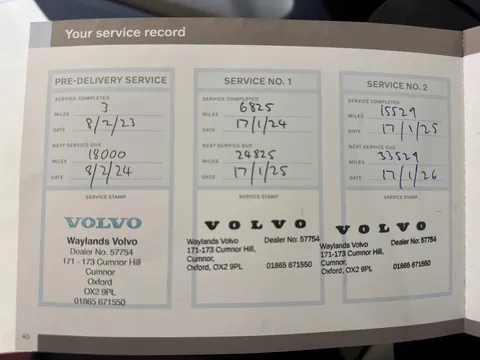 Your service record
PRE-DELIVERY SERVICE
SERVICE COMPLETED
MILES 3
DATE 8/2/23
NEXT SERVICE DUE
MILES 18000
DATE 8/2/24
SERVICE STAMP
VOLVO
Waylands Volvo
Dealer No: 57754
171 - 173 Cumnor Hill
Cumnor
Oxford
OX2 9PL
01865 671550
SERVICE NO. 1
SERVICE COMPLETED
MILES 6825
DATE 17/1/24
NEXT SERVICE DUE
MILES 24825
DATE 17/1/25
SERVICE STAMP
VOLVO
Waylands Volvo Dealer No: 57754
171-173 Cumnor Hill,
Cumnor,
Oxford, OX2 9PL 01865 671550
SERVICE NO. 2
SERVICE COMPLETED
MILES 15529
DATE 17/1/25
NEXT SERVICE DUE
MILES 33529
DATE 17/1/26
SERVICE STAMP
VOLVO
Waylands Volvo Dealer No: 57754
171-173 Cumnor Hill,
Cumnor,
Oxford, OX2 9PL 01865 671550
40